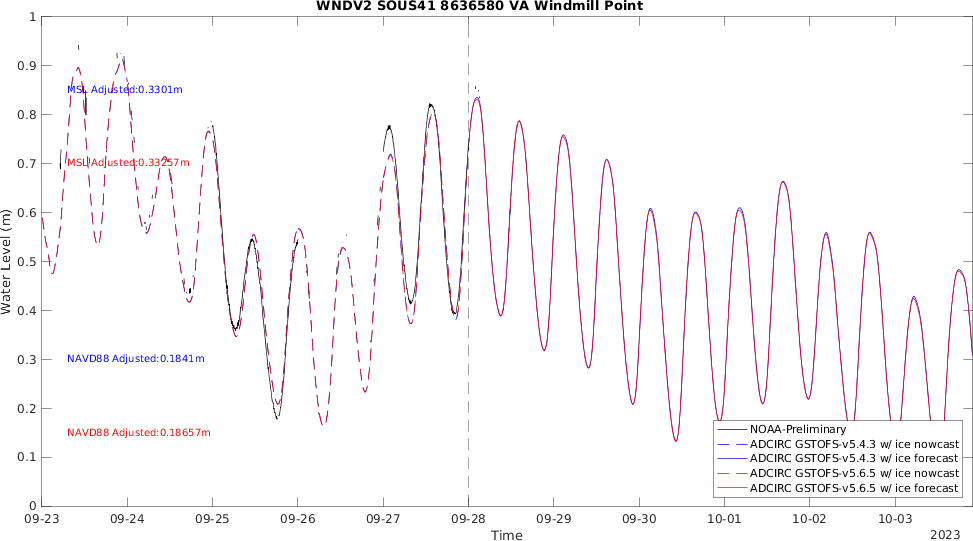 WNDV2 SOUS41 8636580 VA Windmill Point
1
0.9
0.8
0.7
0.6
0.5
0.4
0.3
0.2
0.1
0
Water Level (m)
MSL Adjusted:0.3301m
MSL Adjusted:0.33257m
NAVD88 Adjusted:0.1841m
NAVD88 Adjusted:0.18657m
NOAA-Preliminary
ADCIRC GSTOFS-v5.4.3 w/ ice nowcast
ADCIRC GSTOFS-v5.4.3 w/ ice forecast
ADCIRC GSTOFS-v5.6.5 w/ ice nowcast
ADCIRC GSTOFS-v5.6.5 w/ ice forecast
09-23 09-24 09-25 09-26 09-27 09-28 09-29 09-30 10-01 10-02 10-03
Time
2023